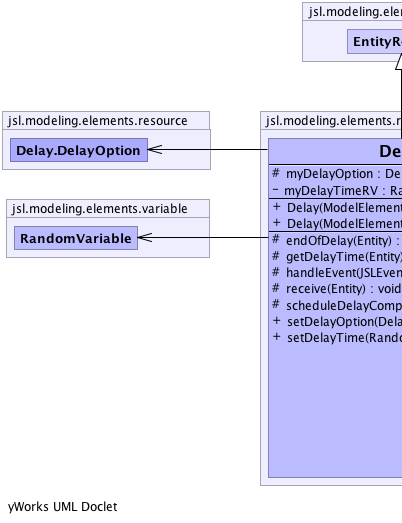 jsl.modeling.elen
EntityRe
jsl.modeling.elements.resource
Delay.DelayOption
jsl.modeling.elements.variable
RandomVariable
jsl.modeling.elements.r
De
# myDelayOption : De
− myDelayTimeRV : Ra
+ Delay(ModelElement
+ Delay(ModelElement
# endOfDelay(Entity) :
# getDelayTime(Entity)
# handleEvent(JSLEven
# receive(Entity) : void
# scheduleDelayComp
+ setDelayOption(Dela
+ setDelayTime(Rando
yWorks UML Doclet